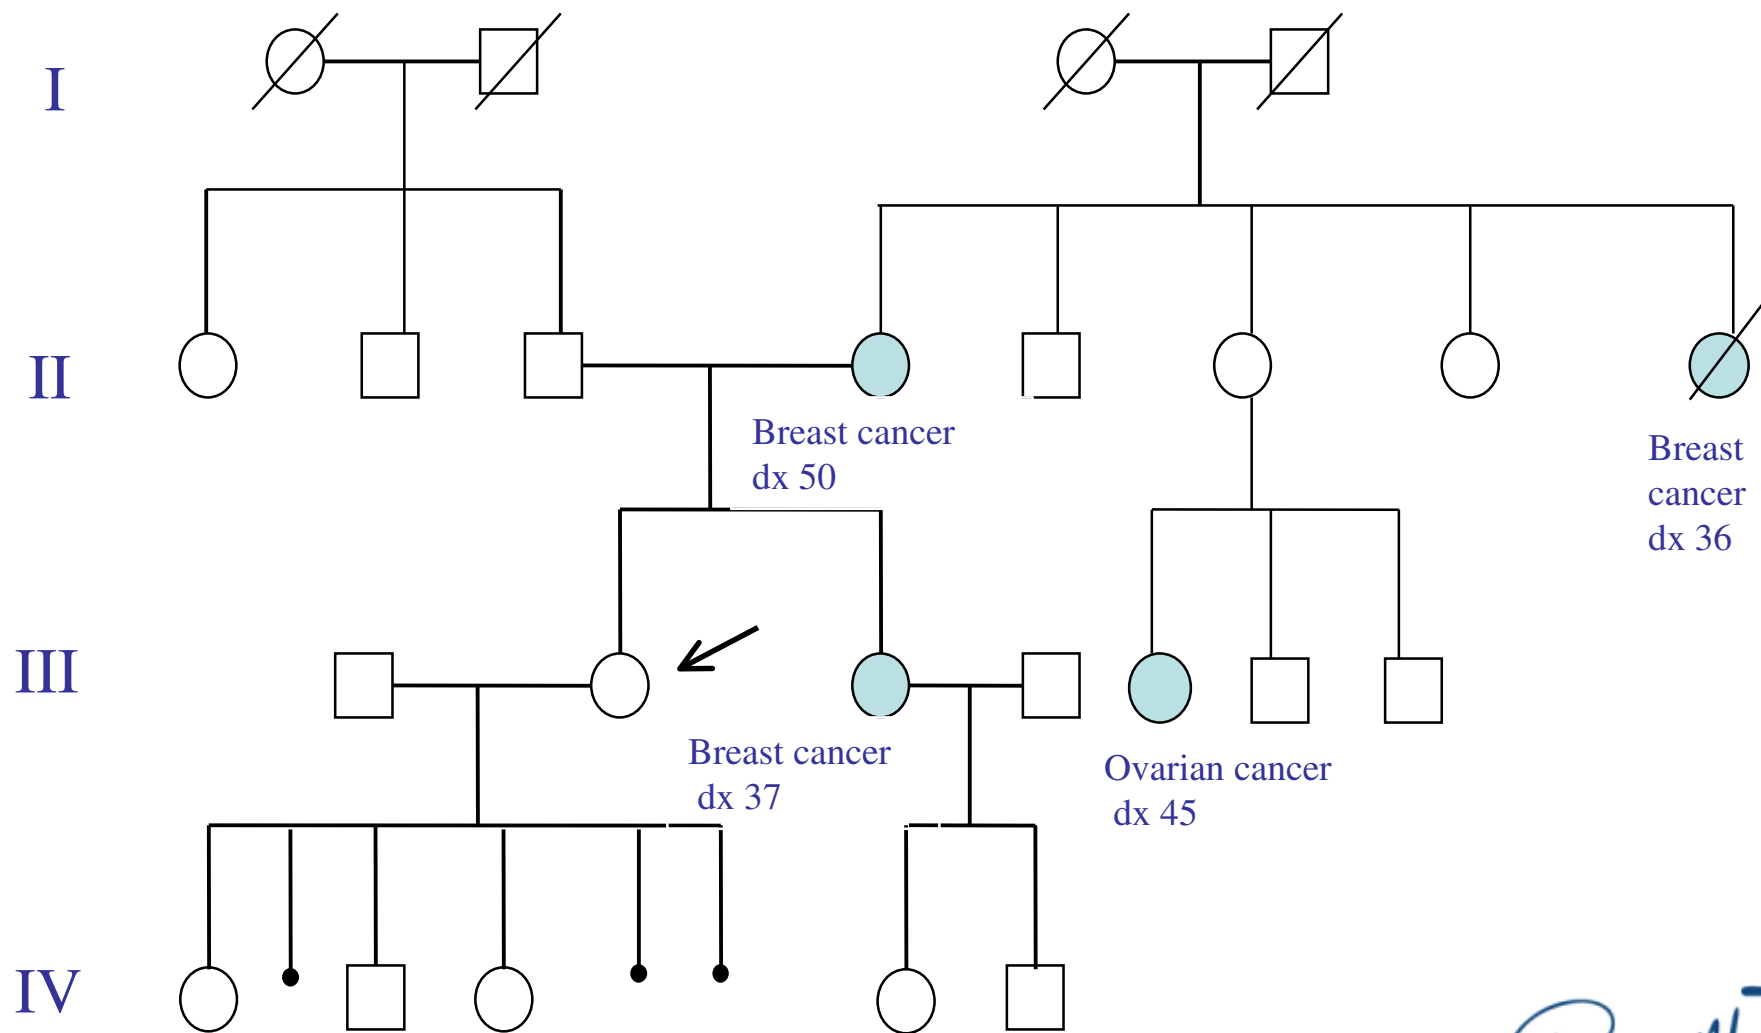 I
II
Breast cancer
dx 50
Breast
cancer
dx 36
III
Breast cancer
dx 37
Ovarian cancer
dx 45
IV